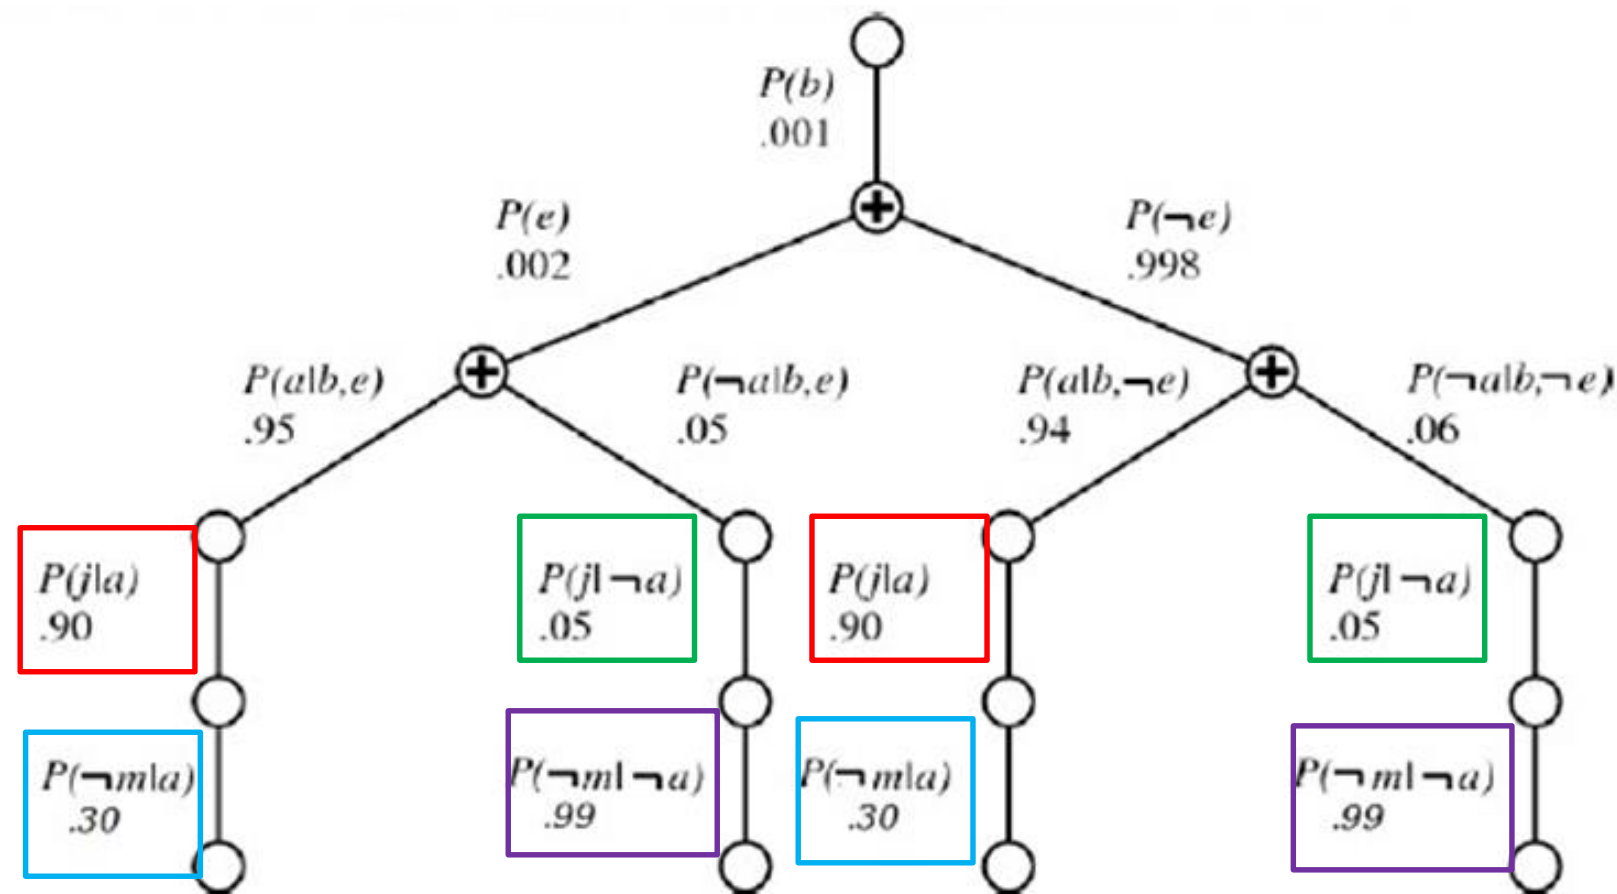 P(b)
.001
P(e)
.002
P(¬e)
.998
P(a|b,e)
.95
P(¬a|b,e)
.05
P(a|b,¬e)
.94
P(¬a|b,¬e)
.06
P(j|a)
.90
P(j|¬a)
.05
P(j|a)
.90
P(j|¬a)
.05
P(¬m|a)
.30
P(¬m|¬a)
.99
P(¬m|a)
.30
P(¬m|¬a)
.99